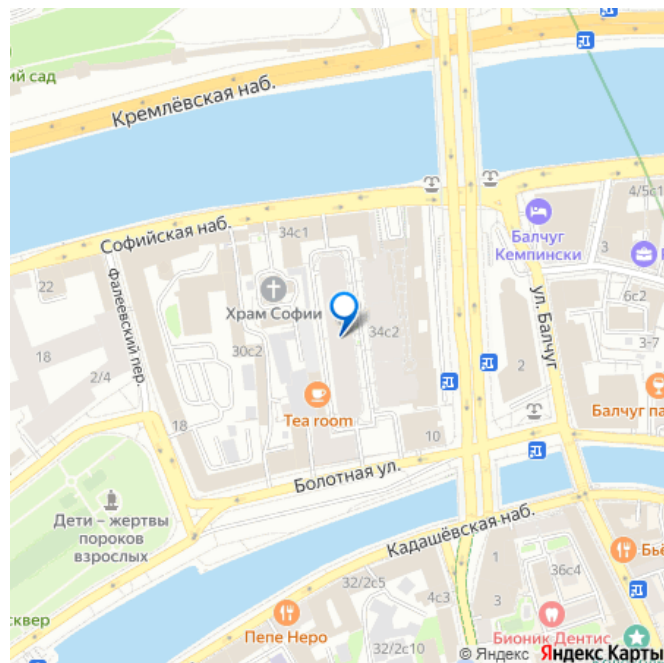 ий сад
Кремлёвская наб.
4/5с1
Софийская наб.
34с1
Балчуг
Кемпински
3
22
Фалеевский пер.
Храм Софии
34с2
ул. Балчуг
6с2
3-7
18
30с2
2/4
2
Tea room
Балчуг па
18
10
Болотная ул.
Дети – жертвы
пороков
взрослых
Кадашёвская наб.
1
36с4
Бьё
32/2с5
4с3
3
сквер
Пепе Неро
32/2с10
Бионик Дентис
© Яндекс Яндекс Карты